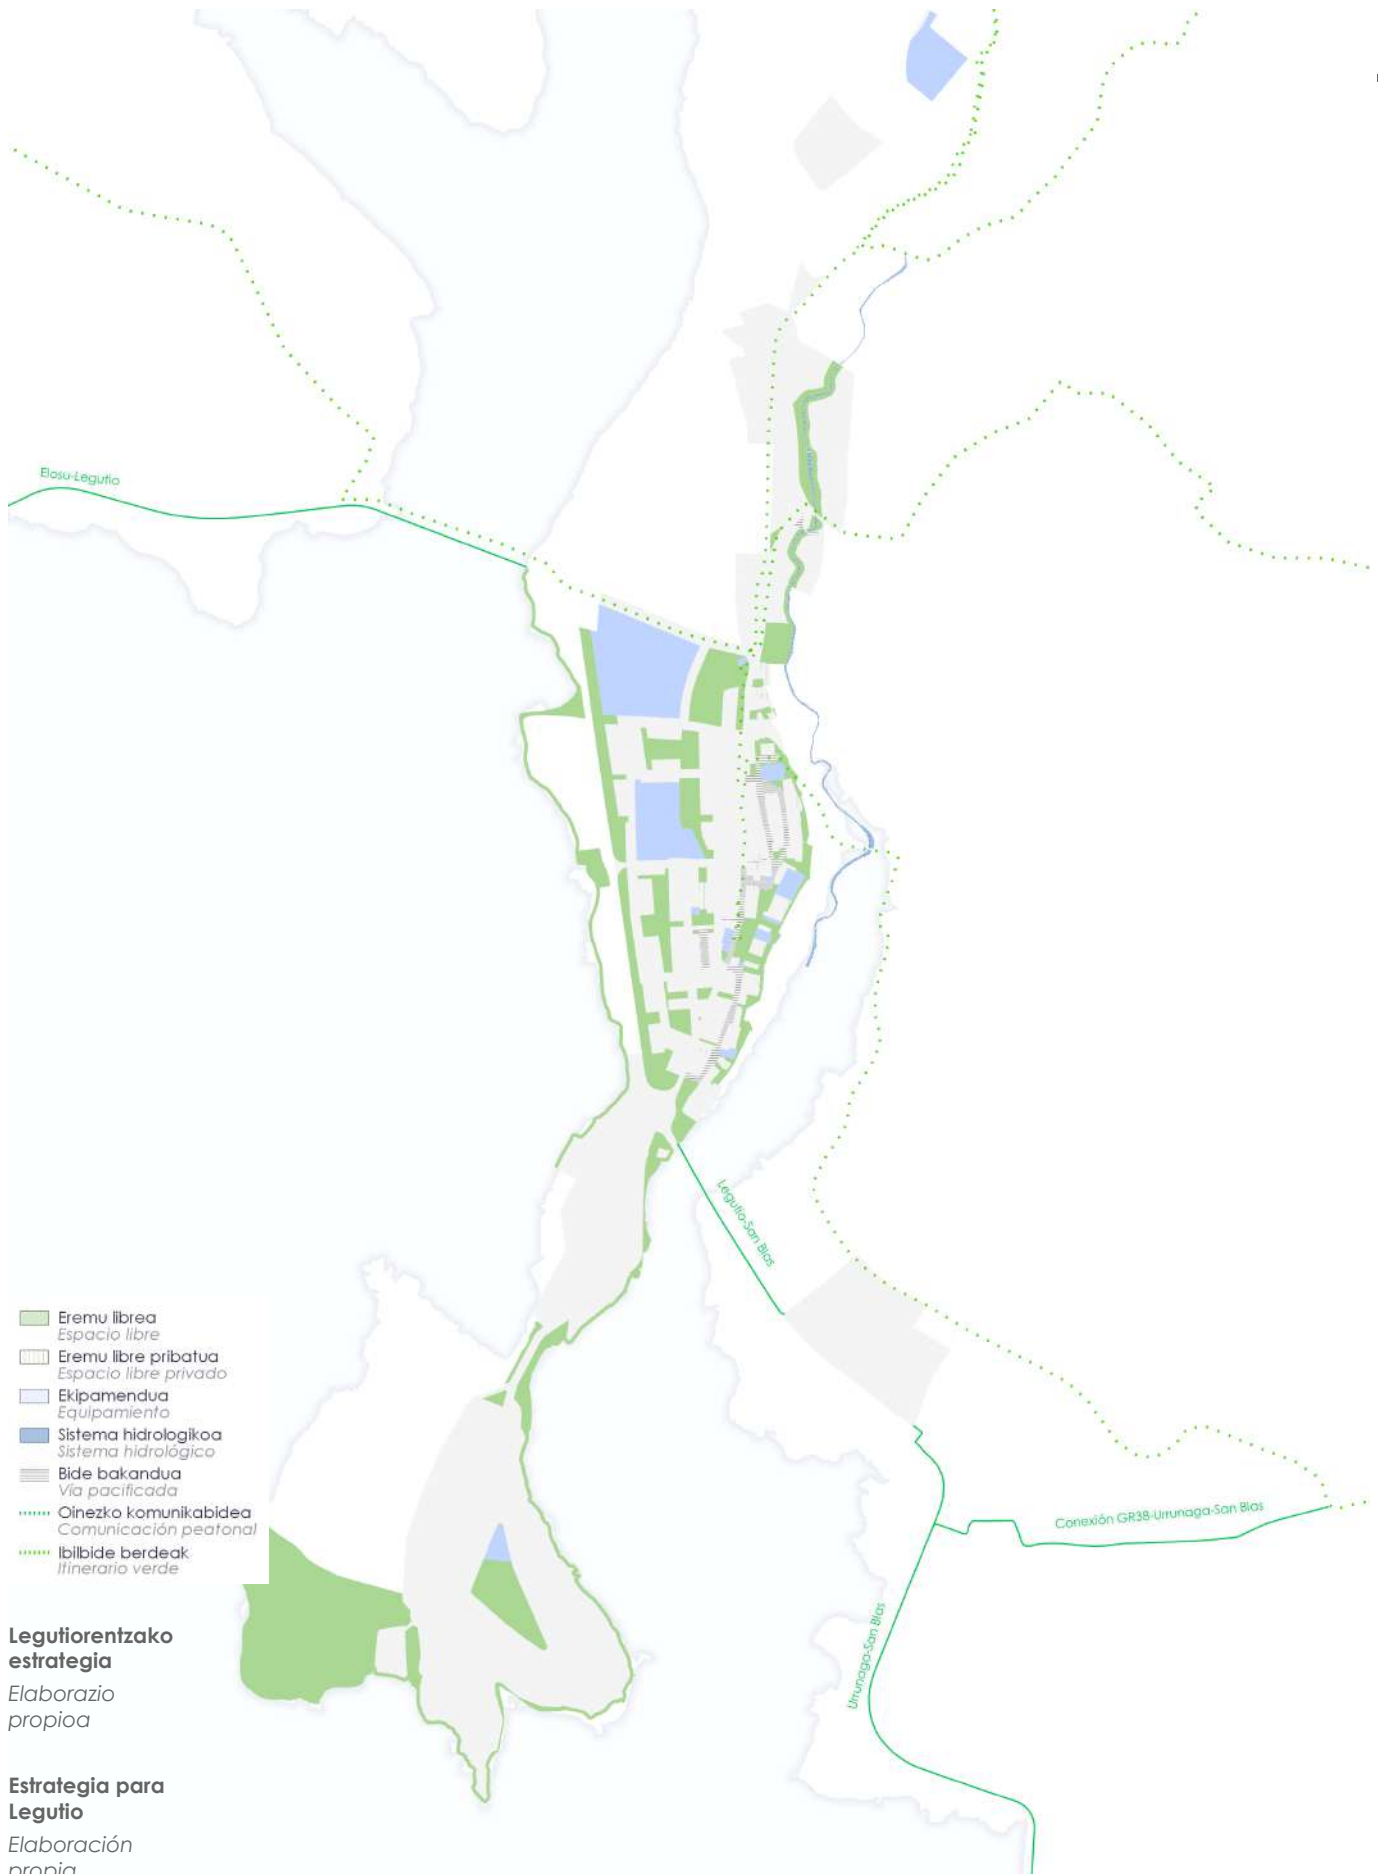 Elosu-Legutio
Legutio-San Blas
Eremu librea
Espacio libre
Eremu libre pribatua
Espacio libre privado
Ekipamendua
Equipamiento
Sistema hidrologikoa
Sistema hidrológico
Bide bakandua
Vía pacificada
Oinezko komunikabidea
Comunicación peatonal
Ibilbide berdeak
Itinerario verde
Conexión GR38-Urrunaga-San Blas
Urrunaga-San Blas
Legutiorentzako
estrategia
Elaborazio
propioa
Estrategia para
Legutio
Elaboración
propia